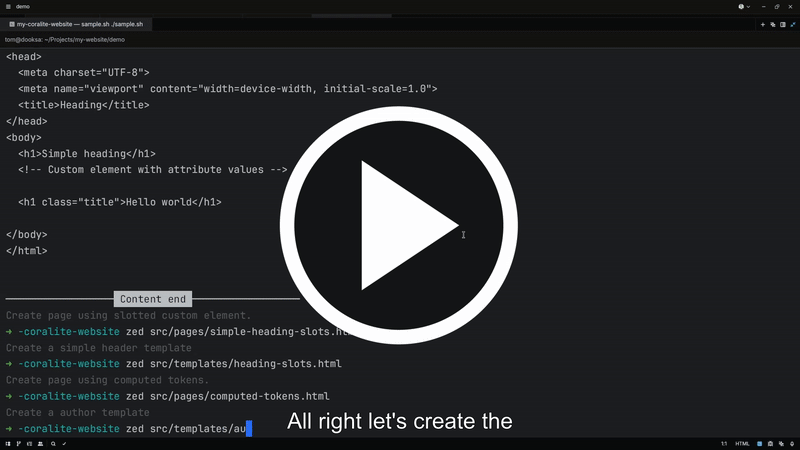 demo
my-coralite-website — sample.sh ./sample.sh
tom@dooksa: ~/Projects/my-website/demo
<head>
<meta charset="UTF-8">
<meta name="viewport" content="width=device-width, initial-scale=1.0">
<title>Heading</title>
</head>
<body>
<h1>Simple heading</h1>
<!-- Custom element with attribute values -->
<h1 class="title">Hello world</h1>
</body>
</html>
Content end
Create page using slotted custom element.
➜ -coralite-website zed src/pages/simple-heading-slots.h
Create a simple header template
➜ -coralite-website zed src/templates/heading-slots.html
Create page using computed tokens.
➜ -coralite-website zed src/pages/computed-tokens.html
Create a author template
➜ -coralite-website zed src/templates/au
All right let's create the
1:1 HTML